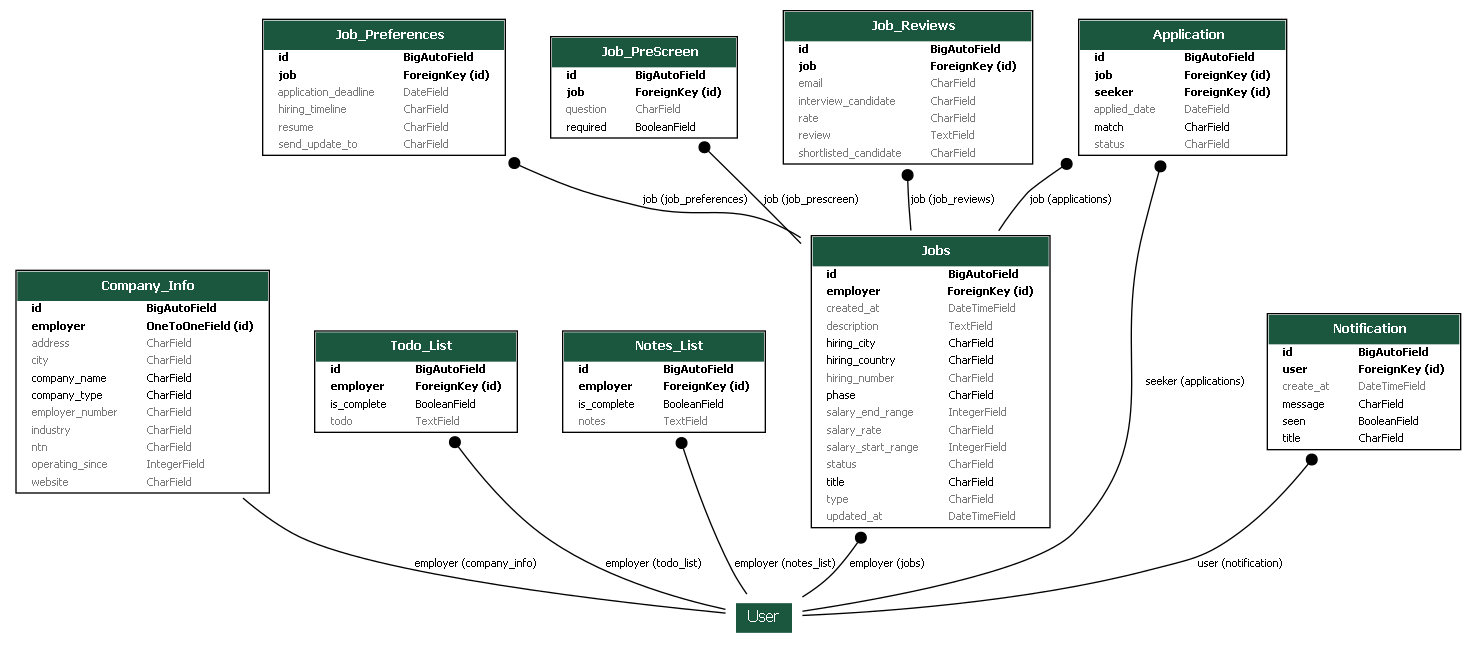 Job_Preferences
id BigAutoField
job ForeignKey (id)
application_deadline DateField
hiring_timeline CharField
resume CharField
send_update_to CharField
Job_PreScreen
id BigAutoField
job ForeignKey (id)
question CharField
required BooleanField
Job_Reviews
id BigAutoField
job ForeignKey (id)
email CharField
interview_candidate CharField
rate CharField
review TextField
shortlisted_candidate CharField
Application
id BigAutoField
job ForeignKey (id)
seeker ForeignKey (id)
applied_date DateField
match CharField
status CharField
job (job_preferences)
job (job_prescreen)
job (job_reviews)
job (applications)
Company_Info
id BigAutoField
employer OneToOneField (id)
address CharField
city CharField
company_name CharField
company_type CharField
employer_number CharField
industry CharField
ntn CharField
operating_since IntegerField
website CharField
Todo_List
id BigAutoField
employer ForeignKey (id)
is_complete BooleanField
todo TextField
Notes_List
id BigAutoField
employer ForeignKey (id)
is_complete BooleanField
notes TextField
Jobs
id BigAutoField
employer ForeignKey (id)
created_at DateTimeField
description TextField
hiring_city CharField
hiring_country CharField
hiring_number CharField
phase CharField
salary_end_range IntegerField
salary_rate CharField
salary_start_range IntegerField
status CharField
title CharField
type CharField
updated_at DateTimeField
seeker (applications)
Notification
id BigAutoField
user ForeignKey (id)
create_at DateTimeField
message CharField
seen BooleanField
title CharField
employer (company_info)
employer (todo_list)
employer (notes_list)
employer (jobs)
user (notification)
User